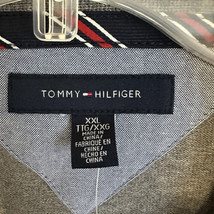 TOMMY HILFIGER
XXL
TTG/XXG
MADE IN
CHINA/
FABRIQUÉ EN
CHINE/
HECHO EN
CHINA